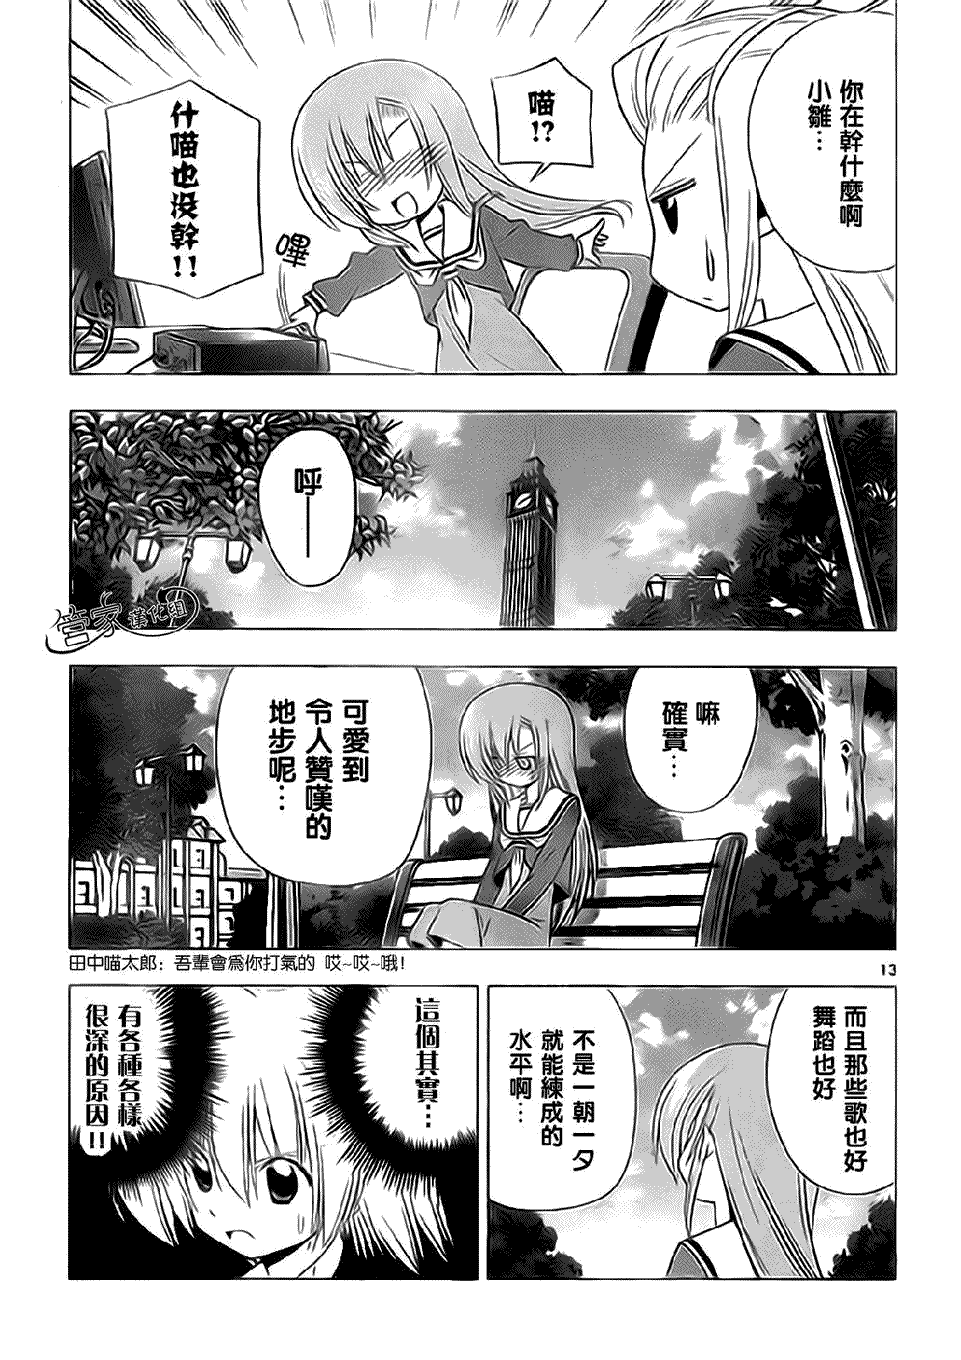 你在幹什麼啊
小雛…
喵!?
什喵也没幹!!
嗶
呼——
管家
漢化組
嘛
確實…
可愛到
令人贊嘆的
地步呢…
田中喵太郎：吾輩會爲你打氣的 哎~哎~哦!
13
而且那些歌也好
舞蹈也好
不是一朝一夕
就能練成的
水平啊…
這個其實…
有各種各樣
很深的原因!!